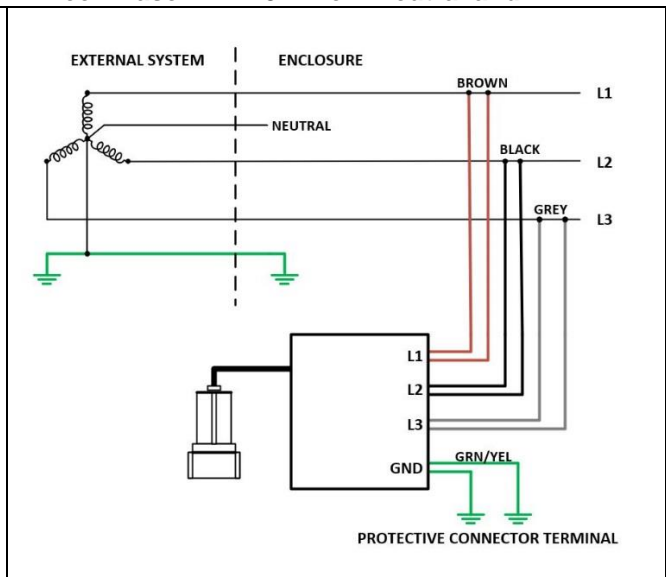 EXTERNAL SYSTEM
ENCLOSURE
BROWN
L1
NEUTRAL
BLACK
L2
GREY
L3
L1
L2
L3
GRN/YEL
GND
PROTECTIVE CONNECTOR TERMINAL